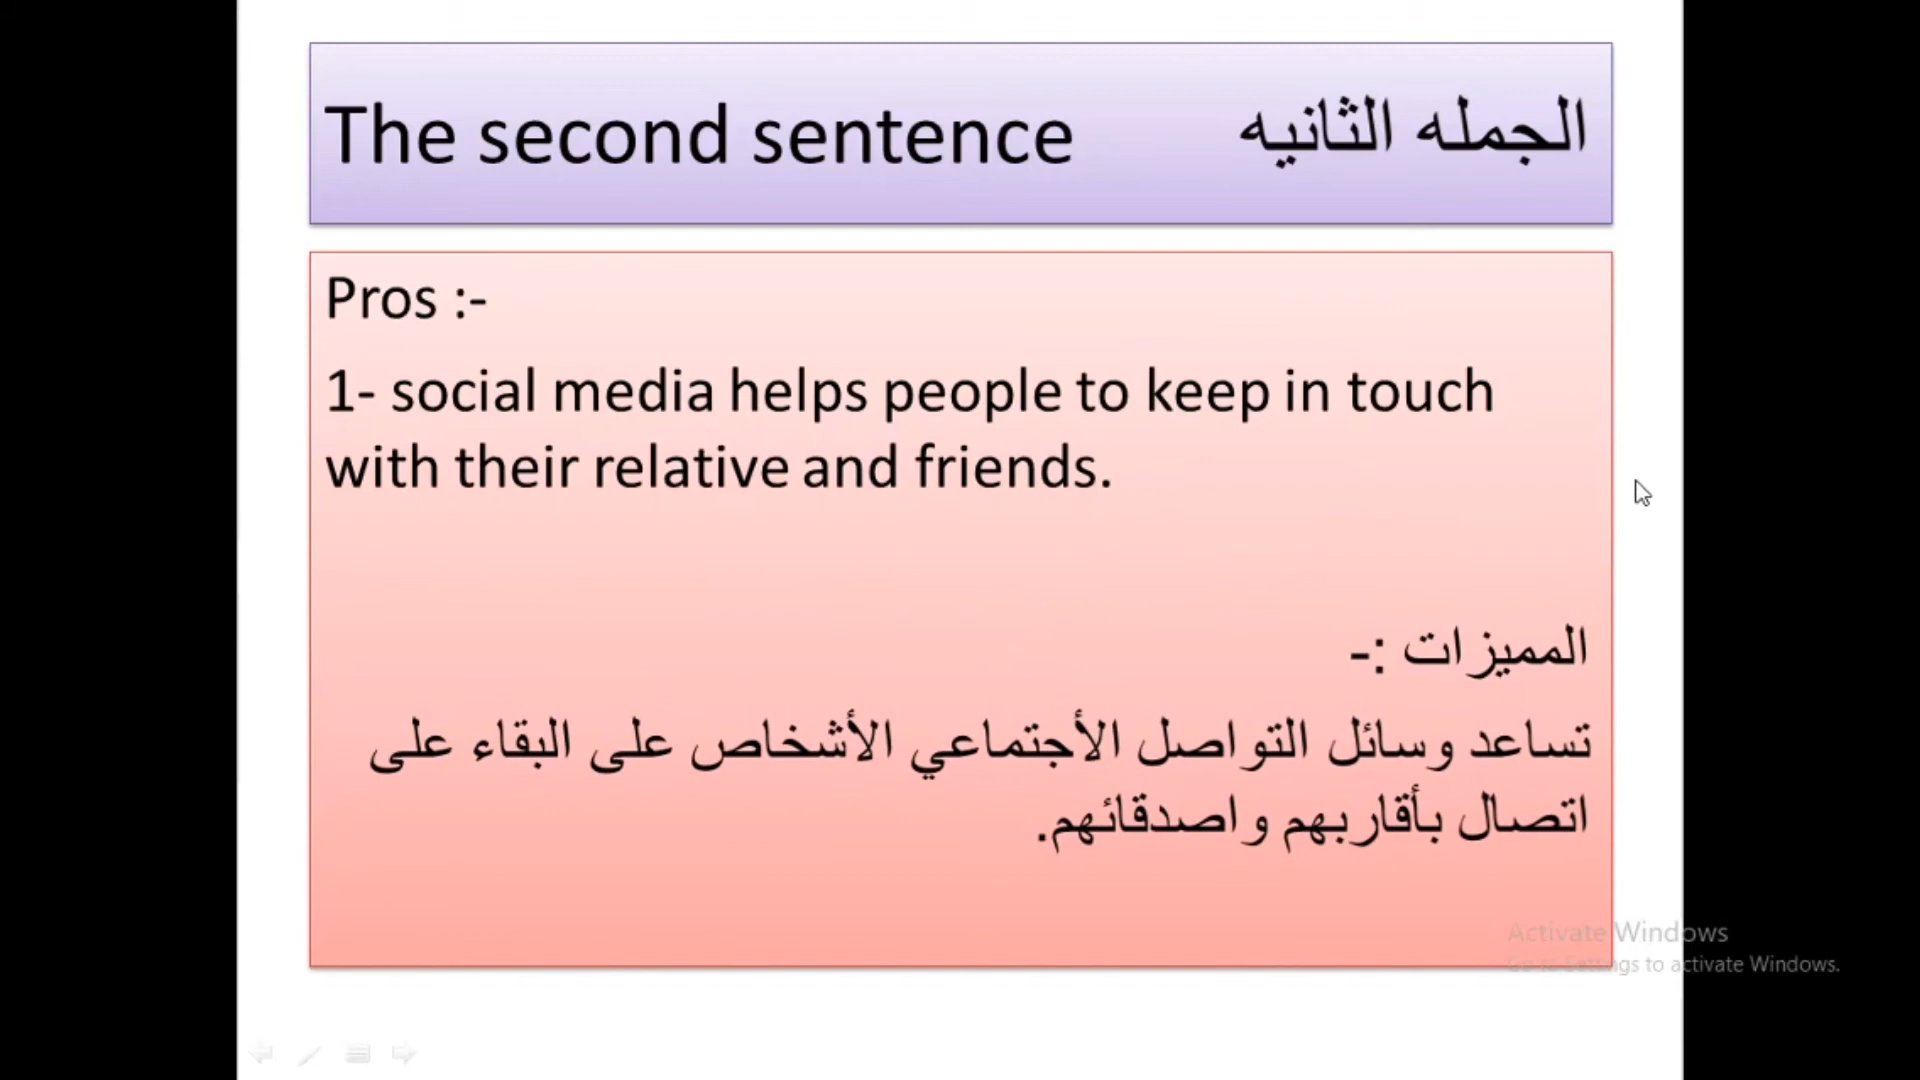 The second sentence الجمله الثانيه
Pros :-
1- social media helps people to keep in touch
with their relative and friends.
المميزات :-
تساعد وسائل التواصل الأجتماعي الأشخاص على البقاء على
اتصال بأقاربهم واصدقائهم.
Activate Windows
Go to Settings to activate Windows.